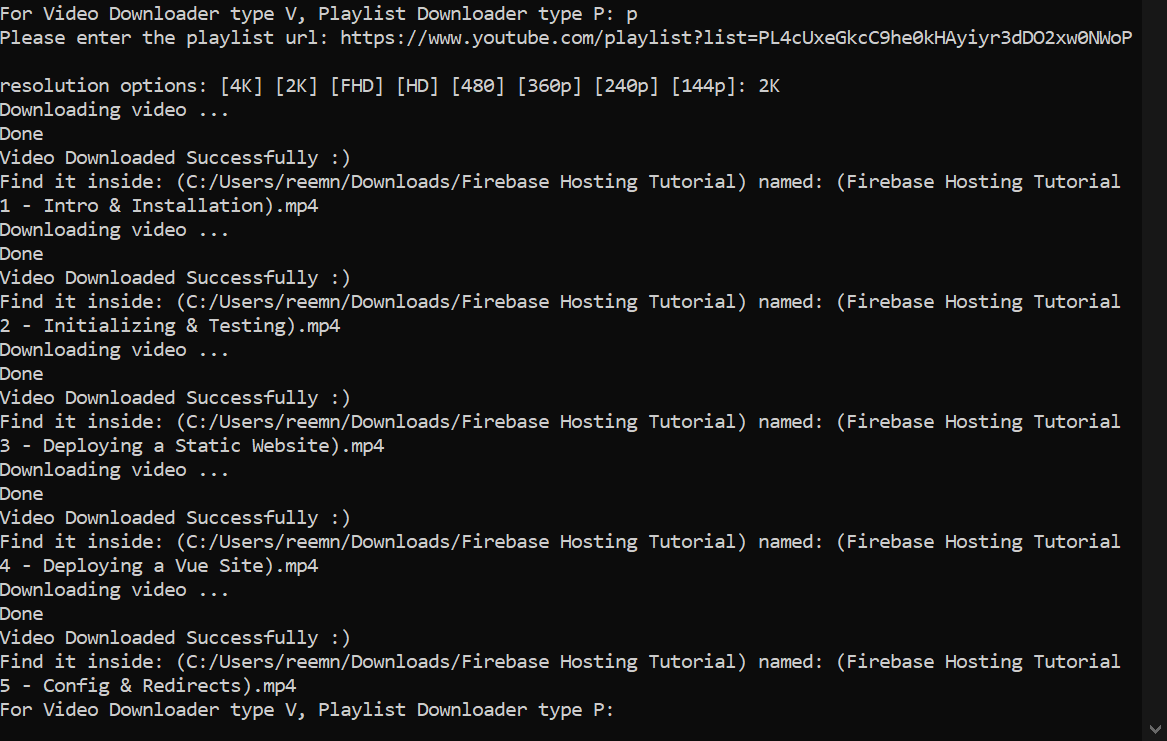 For Video Downloader type V, Playlist Downloader type P: p
Please enter the playlist url: https://www.youtube.com/playlist?list=PL4cUxeGkcC9he0kHAyiyr3dDO2xw0NWoP
resolution options: [4K] [2K] [FHD] [HD] [480] [360p] [240p] [144p]: 2K
Downloading video ...
Done
Video Downloaded Successfully :)
Find it inside: (C:/Users/reemn/Downloads/Firebase Hosting Tutorial) named: (Firebase Hosting Tutorial
1 - Intro & Installation).mp4
Downloading video ...
Done
Video Downloaded Successfully :)
Find it inside: (C:/Users/reemn/Downloads/Firebase Hosting Tutorial) named: (Firebase Hosting Tutorial
2 - Initializing & Testing).mp4
Downloading video ...
Done
Video Downloaded Successfully :)
Find it inside: (C:/Users/reemn/Downloads/Firebase Hosting Tutorial) named: (Firebase Hosting Tutorial
3 - Deploying a Static Website).mp4
Downloading video ...
Done
Video Downloaded Successfully :)
Find it inside: (C:/Users/reemn/Downloads/Firebase Hosting Tutorial) named: (Firebase Hosting Tutorial
4 - Deploying a Vue Site).mp4
Downloading video ...
Done
Video Downloaded Successfully :)
Find it inside: (C:/Users/reemn/Downloads/Firebase Hosting Tutorial) named: (Firebase Hosting Tutorial
5 - Config & Redirects).mp4
For Video Downloader type V, Playlist Downloader type P: